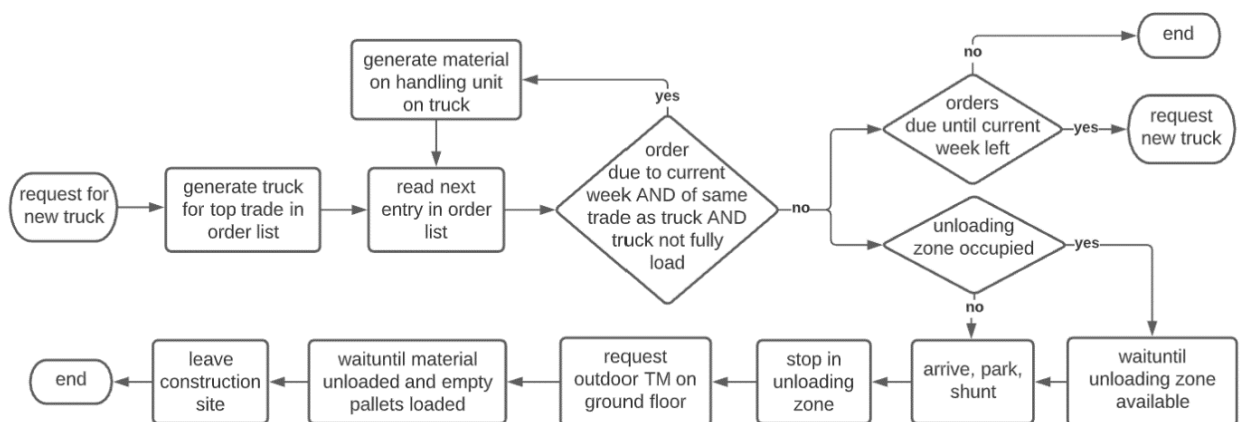 request for
new truck
generate truck
for top trade in
order list
generate material
on handling unit
on truck
read next
entry in order
list
yes
order
due to current
week AND of same
trade as truck AND
truck not fully
load
no
no
end
orders
due until current
week left
yes
request
new truck
unloading
zone occupied
yes
no
waituntil
unloading zone
available
arrive, park,
shunt
stop in
unloading
zone
request
outdoor TM on
ground floor
waituntil material
unloaded and empty
pallets loaded
leave
construction
site
end